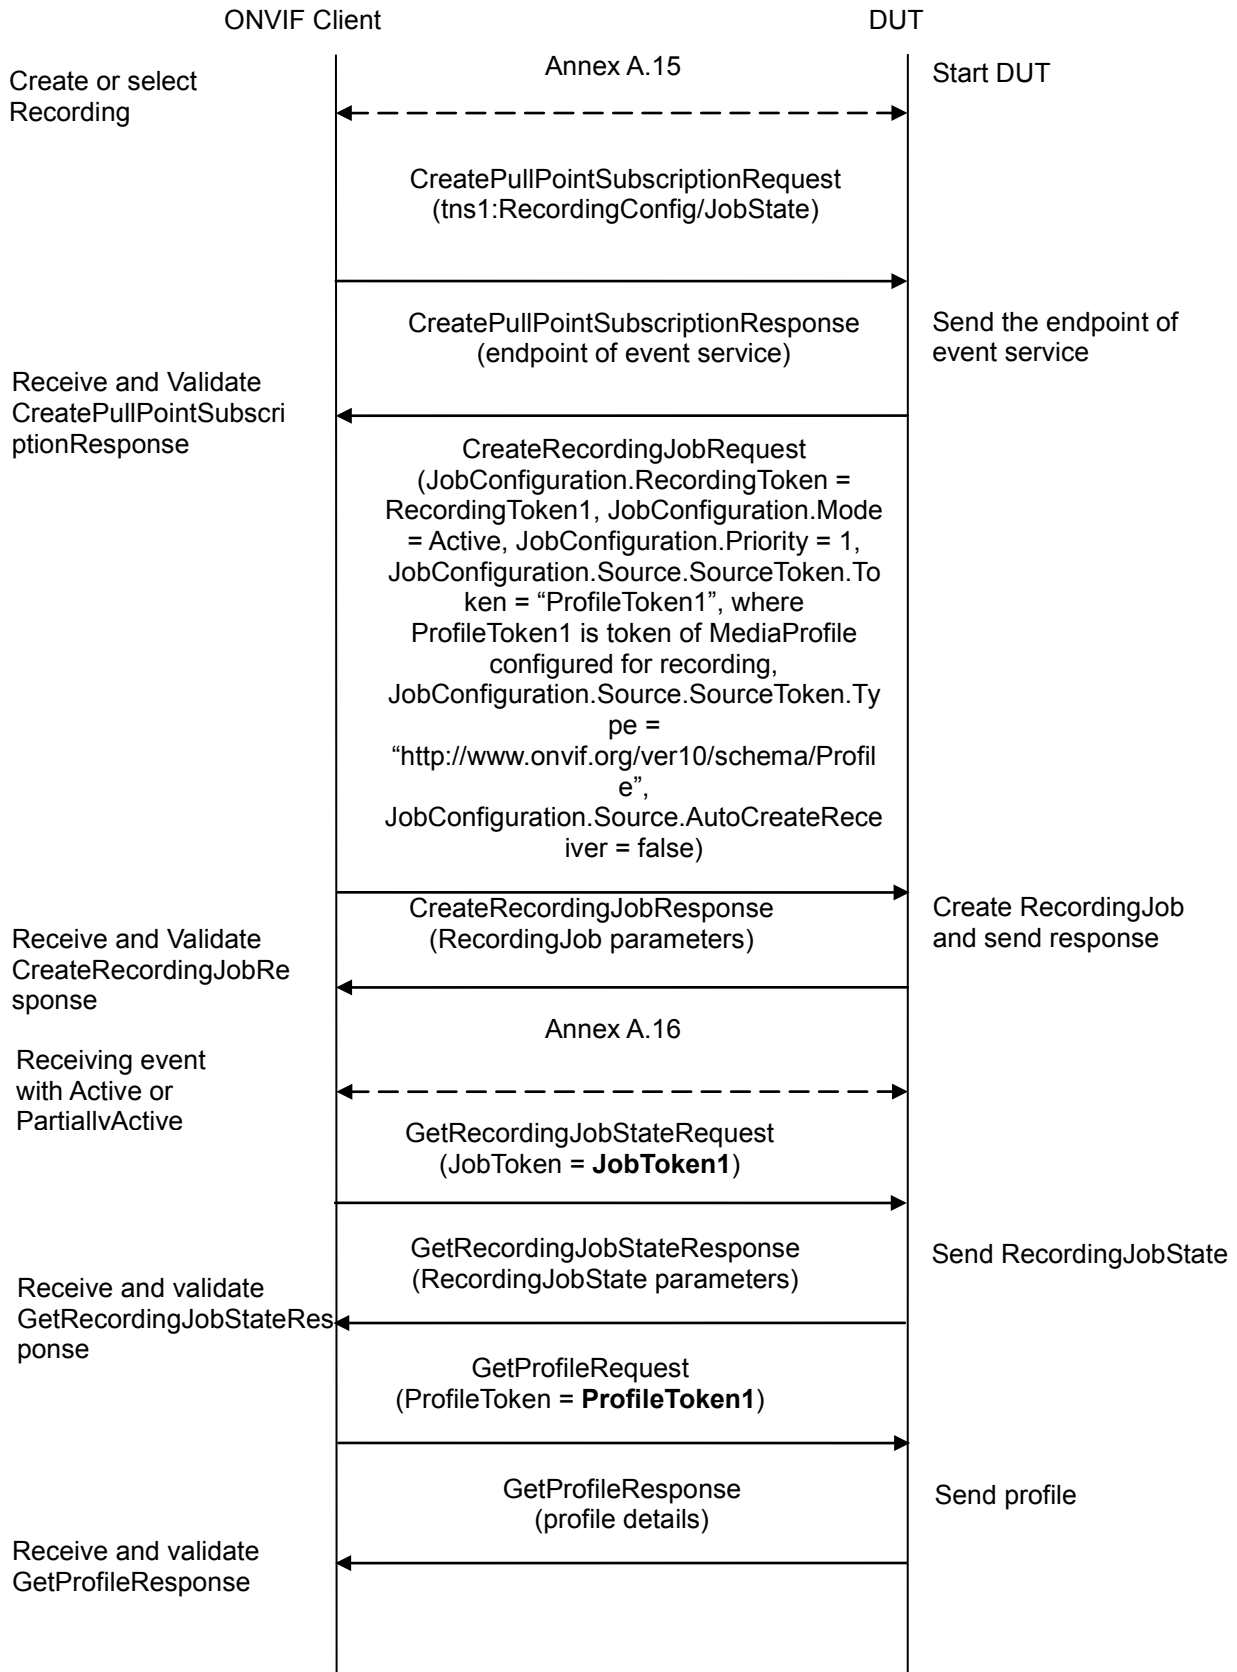 ONVIF Client
DUT
Annex A.15
Start DUT
Create or select
Recording
CreatePullPointSubscriptionRequest
(tns1:RecordingConfig/JobState)
CreatePullPointSubscriptionResponse
(endpoint of event service)
Send the endpoint of
event service
Receive and Validate
CreatePullPointSubscri
ptionResponse
CreateRecordingJobRequest
(JobConfiguration.RecordingToken =
RecordingToken1, JobConfiguration.Mode
= Active, JobConfiguration.Priority = 1,
JobConfiguration.Source.SourceToken.To
ken = “ProfileToken1”, where
ProfileToken1 is token of MediaProfile
configured for recording,
JobConfiguration.Source.SourceToken.Ty
pe =
“http://www.onvif.org/ver10/schema/Profil
e”,
JobConfiguration.Source.AutoCreateRece
iver = false)
CreateRecordingJobResponse
(RecordingJob parameters)
Create RecordingJob
and send response
Receive and Validate
CreateRecordingJobRe
sponse
Annex A.16
Receiving event
with Active or
PartiallyActive
GetRecordingJobStateRequest
(JobToken = JobToken1)
GetRecordingJobStateResponse
(RecordingJobState parameters)
Send RecordingJobState
Receive and validate
GetRecordingJobStateRes
ponse
GetProfileRequest
(ProfileToken = ProfileToken1)
GetProfileResponse
(profile details)
Send profile
Receive and validate
GetProfileResponse